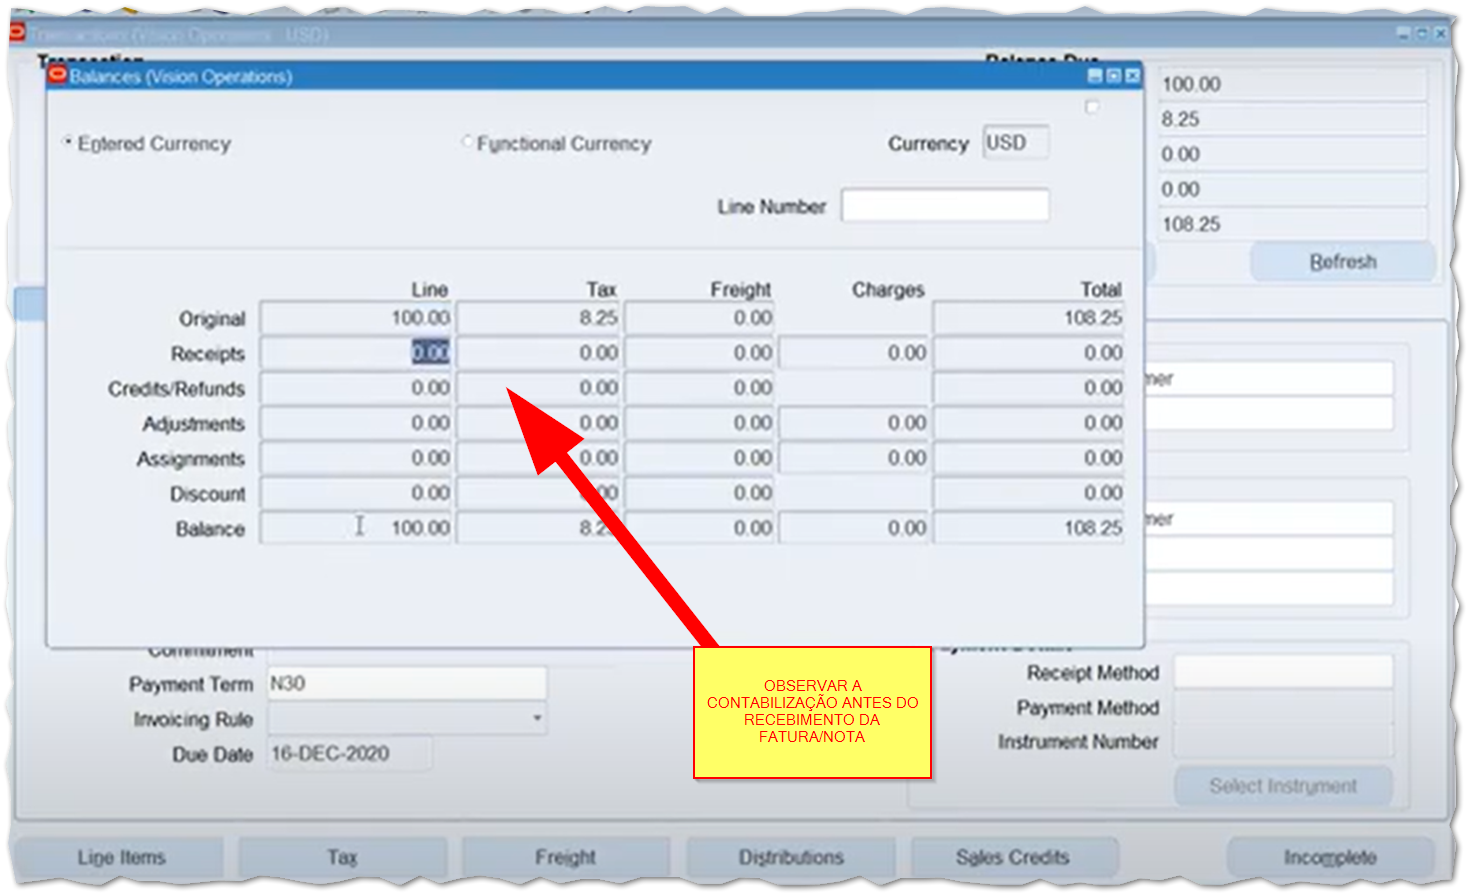 Transactions (Vision Operations - USD)
Transaction
Balance Due
Balances (Vision Operations)
100.00
8.25
0.00
0.00
108.25
Refresh
Entered Currency
Functional Currency
Currency USD
Line Number
Line Tax Freight Charges Total
Original 100.00 8.25 0.00 108.25
Receipts 0.00 0.00 0.00 0.00 0.00
Credits/Refunds 0.00 0.00 0.00 0.00
Adjustments 0.00 0.00 0.00 0.00 0.00
Assignments 0.00 0.00 0.00 0.00 0.00
Discount 0.00 0.00 0.00 0.00
Balance 100.00 8.25 0.00 0.00 108.25
mer
mer
Commitment
Payment Term N30
Invoicing Rule
Due Date 16-DEC-2020
OBSERVAR A
CONTABILIZAÇÃO ANTES DO
RECEBIMENTO DA
FATURA/NOTA
Receipt Method
Payment Method
Instrument Number
Select Instrument
Line Items
Tax
Freight
Distributions
Sales Credits
Incomplete